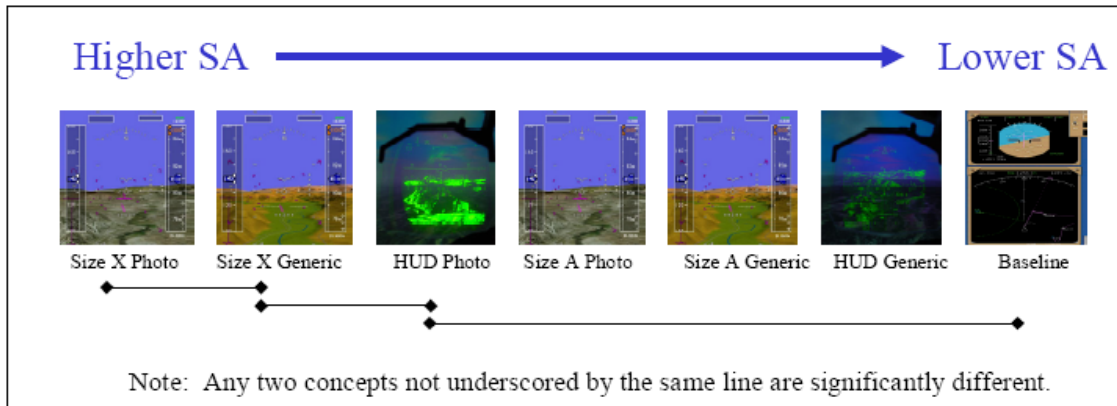 Higher SA Lower SA
Size X Photo Size X Generic HUD Photo Size A Photo Size A Generic HUD Generic Baseline
Note: Any two concepts not underscored by the same line are significantly different.